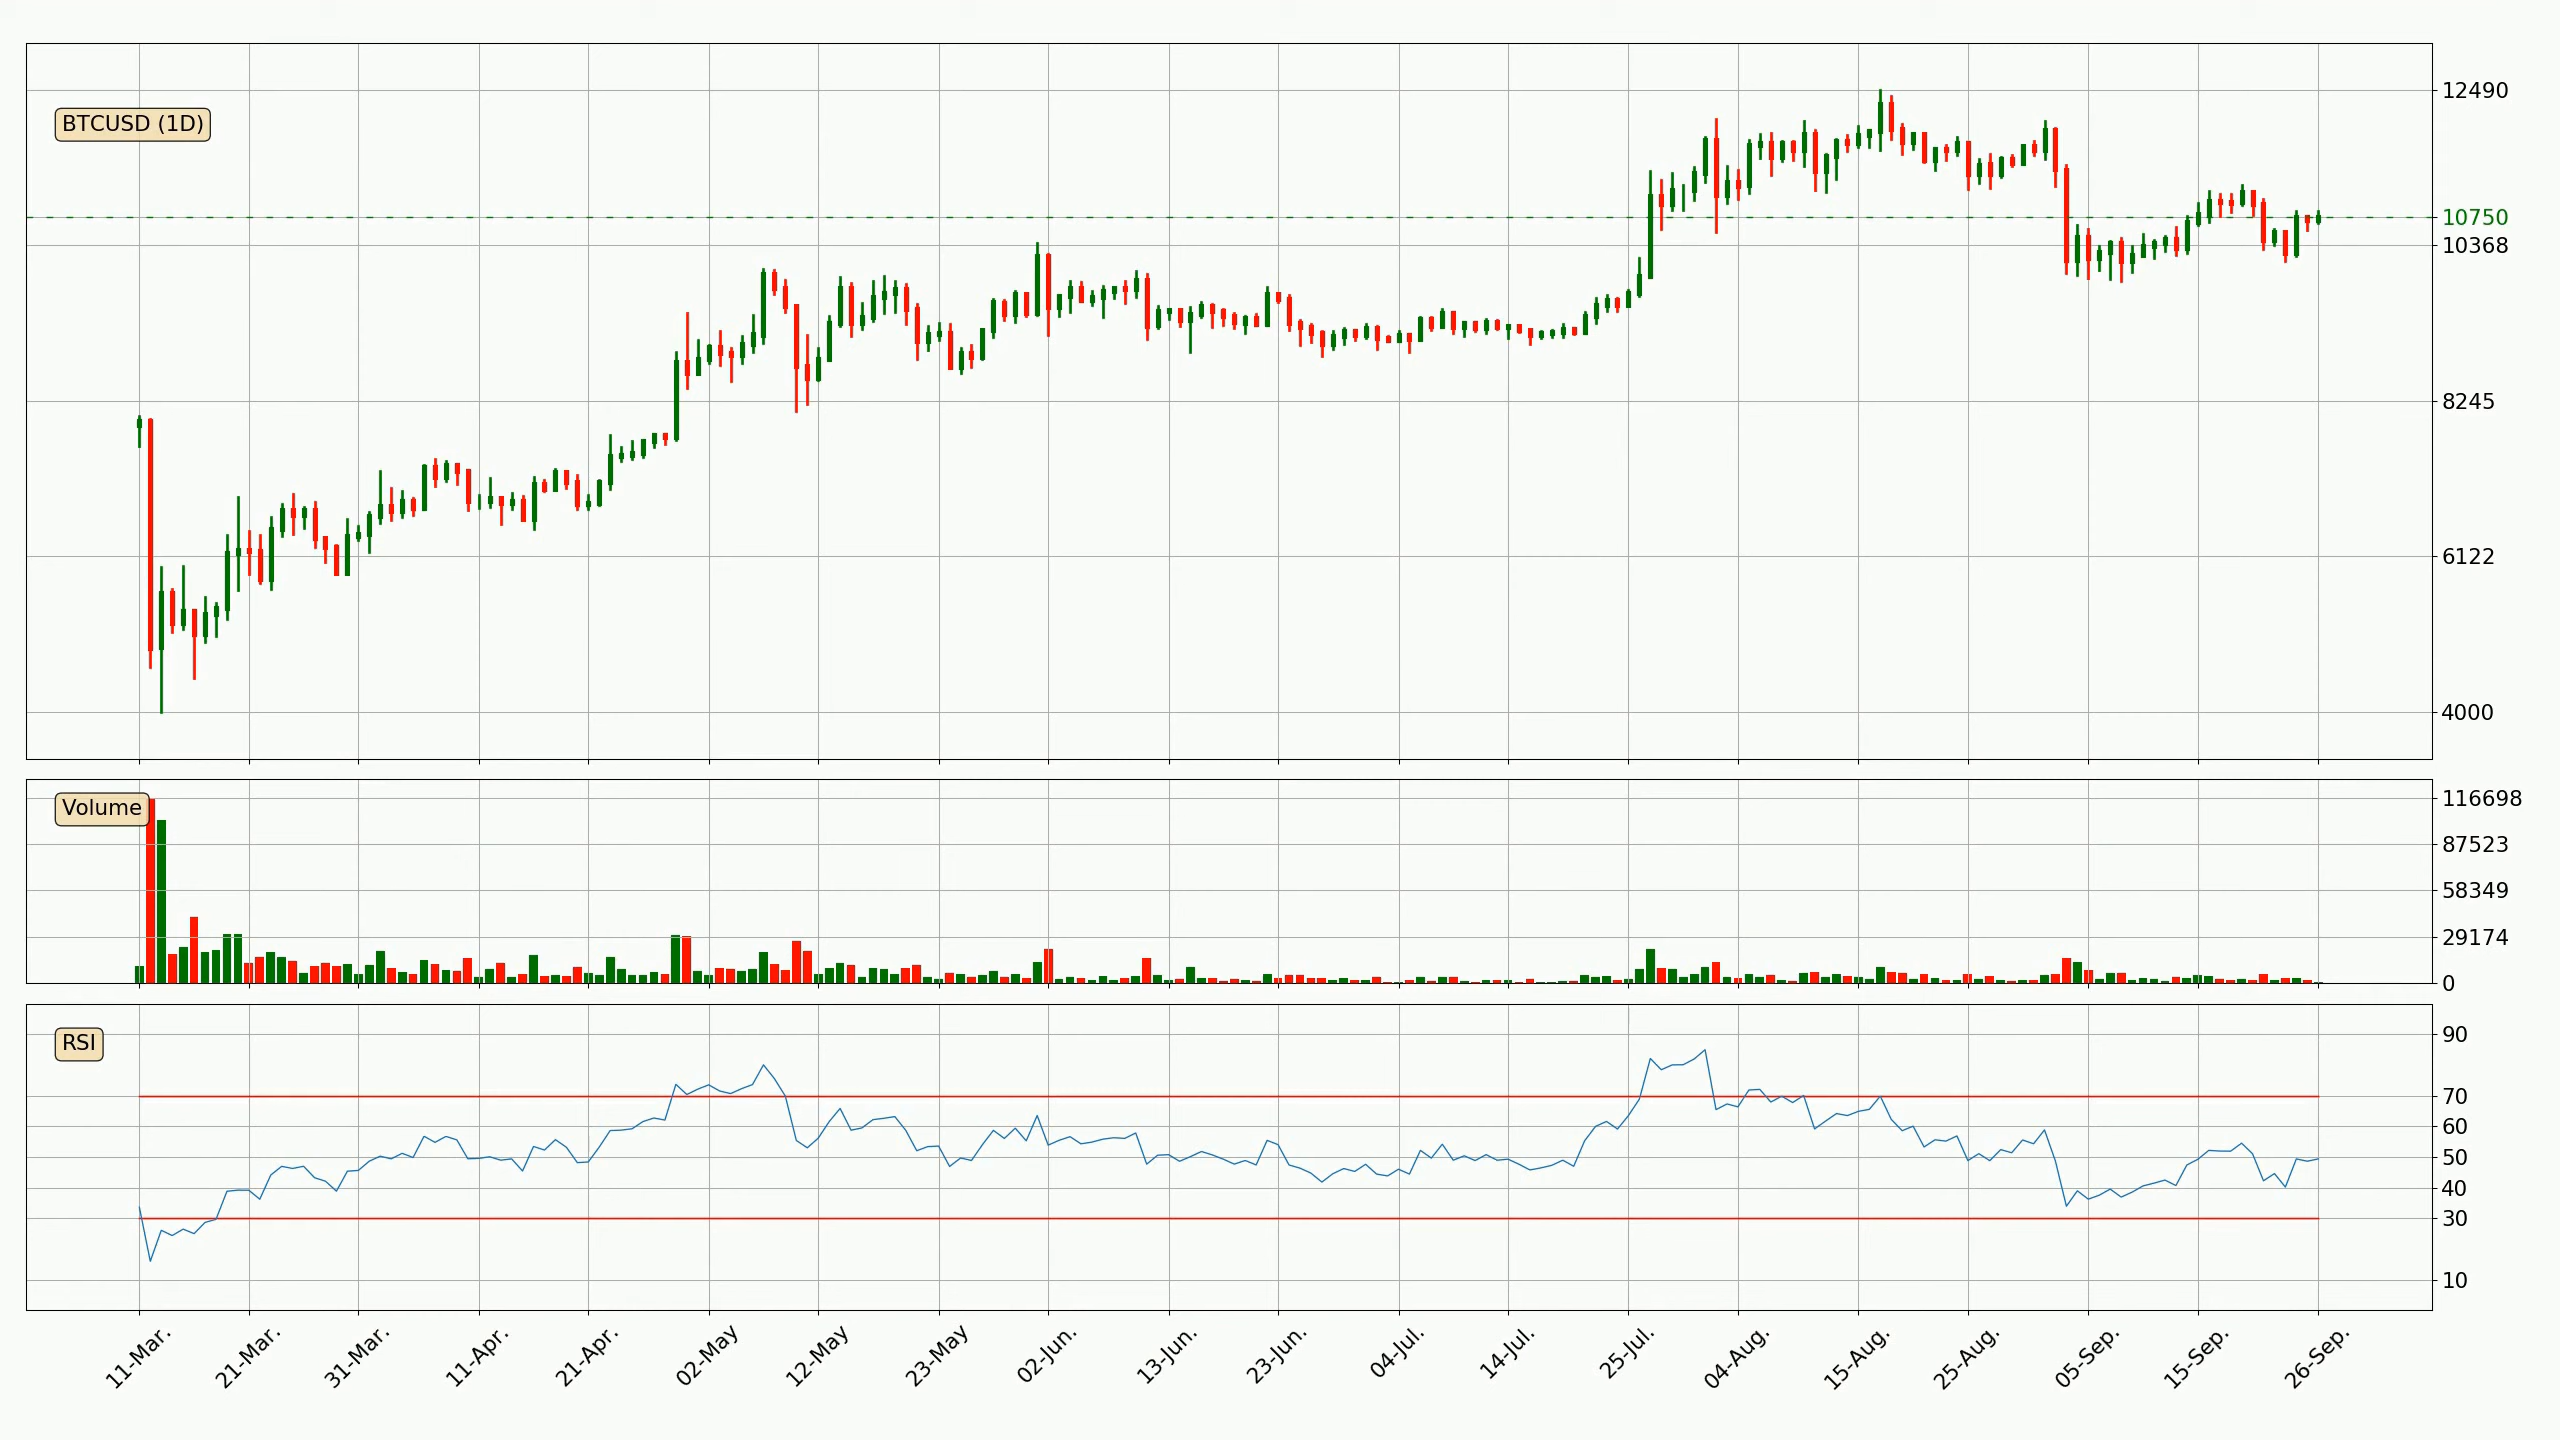 BTCUSD (1D)
12490
10750
10368
8245
6122
4000
Volume
116698
87523
58349
29174
0
RSI
90
70
60
50
40
30
10
11-Mar.
21-Mar.
31-Mar.
11-Apr.
21-Apr.
02-May
12-May
23-May
02-Jun.
13-Jun.
23-Jun.
04-Jul.
14-Jul.
25-Jul.
04-Aug.
15-Aug.
25-Aug.
05-Sep.
15-Sep.
26-Sep.